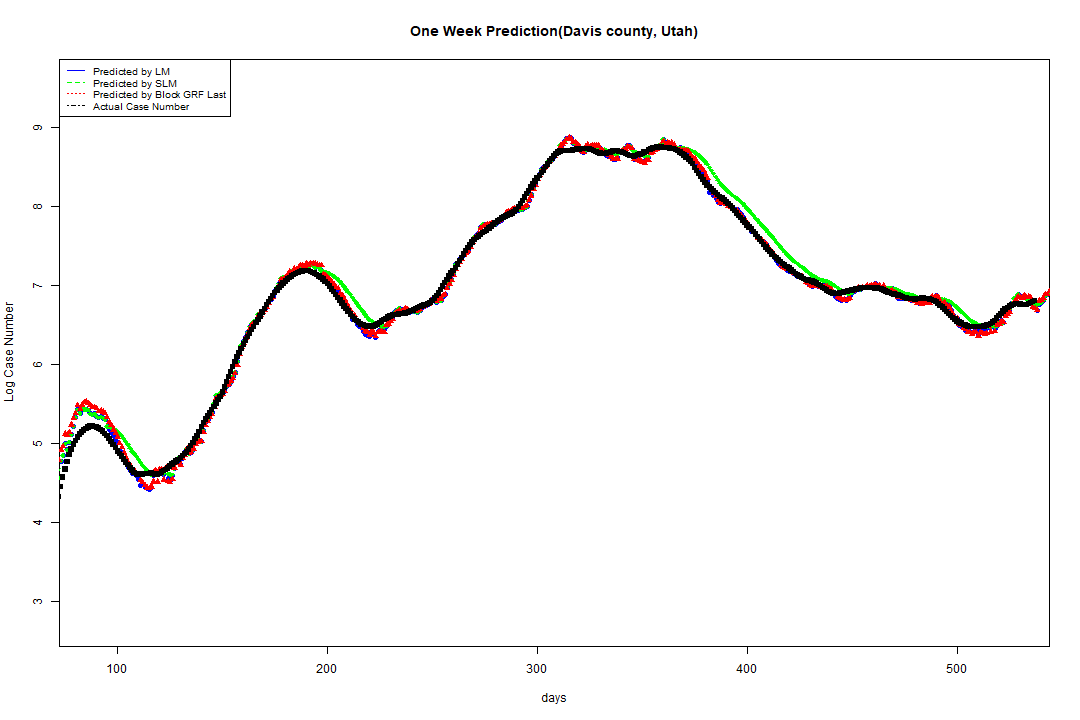 One Week Prediction(Davis county, Utah)
Predicted by LM
Predicted by SLM
Predicted by Block GRF Last
Actual Case Number
9
8
7
6
5
4
3
Log Case Number
100 200 300 400 500
days